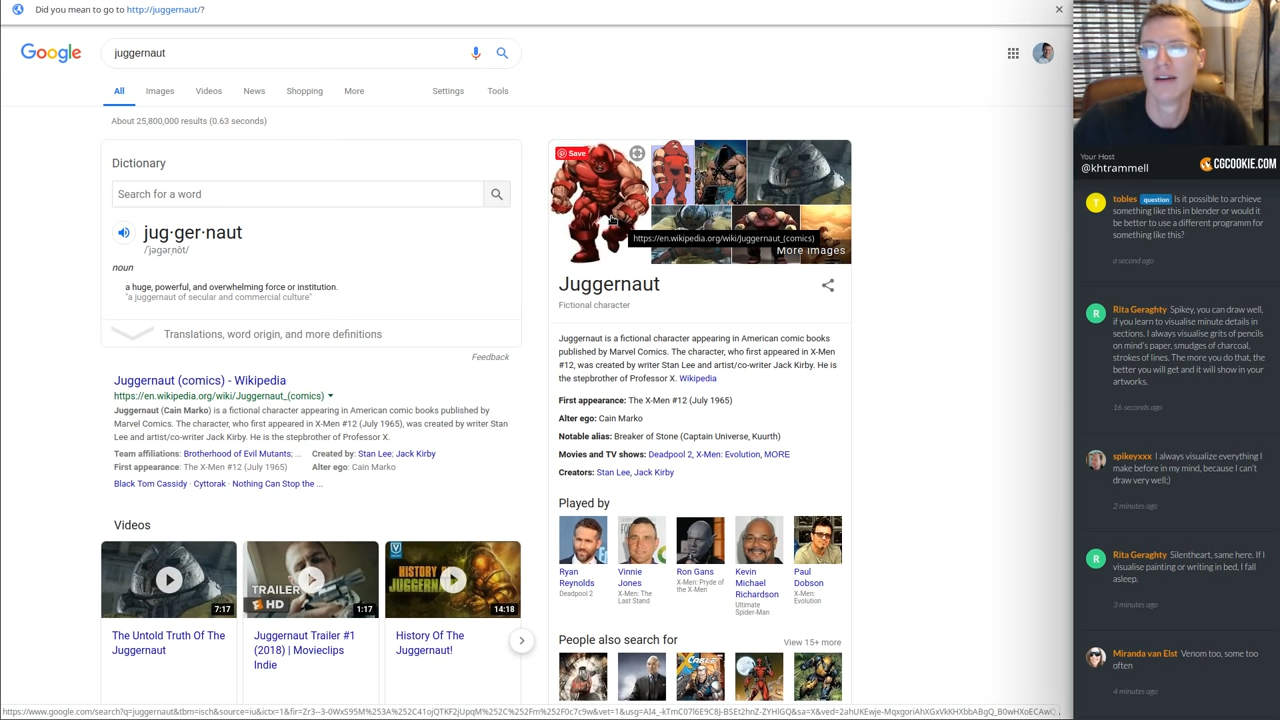 Did you mean to go to http://juggernaut/?
Google
juggernaut
All
Images
Videos
News
Shopping
More
Settings
Tools
About 25,800,000 results (0.63 seconds)
Dictionary
Search for a word
jug·ger·naut
/ˈjəɡərˌnôt/
noun
a huge, powerful, and overwhelming force or institution.
"a juggernaut of secular and commercial culture"
Translations, word origin, and more definitions
Feedback
Juggernaut (comics) - Wikipedia
https://en.wikipedia.org/wiki/Juggernaut_(comics)
Juggernaut (Cain Marko) is a fictional character appearing in American comic books published by
Marvel Comics. The character, who first appeared in X-Men #12 (July 1965), was created by writer Stan
Lee and artist/co-writer Jack Kirby. He is the stepbrother of Professor X.
Team affiliations: Brotherhood of Evil Mutants; ...
Created by: Stan Lee; Jack Kirby
First appearance: The X-Men #12 (July 1965)
Alter ego: Cain Marko
Black Tom Cassidy · Cyttorak · Nothing Can Stop the ...
Videos
7:17
TRAILER
HD
1:17
HISTORY OF
JUGGERNAUT
14:18
The Untold Truth Of The
Juggernaut
Juggernaut Trailer #1
(2018) | Movieclips
Indie
History Of The
Juggernaut!
Save
https://en.wikipedia.org/wiki/Juggernaut_(comics)
More images
Juggernaut
Fictional character
Juggernaut is a fictional character appearing in American comic books
published by Marvel Comics. The character, who first appeared in X-Men
#12, was created by writer Stan Lee and artist/co-writer Jack Kirby. He is
the stepbrother of Professor X. Wikipedia
First appearance: The X-Men #12 (July 1965)
Alter ego: Cain Marko
Notable alias: Breaker of Stone (Captain Universe, Kuurth)
Movies and TV shows: Deadpool 2, X-Men: Evolution, MORE
Creators: Stan Lee, Jack Kirby
Played by
Ryan
Reynolds
Deadpool 2
Vinnie
Jones
X-Men: The
Last Stand
Ron Gans
X-Men: Pryde of
the X-Men
Kevin
Michael
Richardson
Ultimate
Spider-Man
Paul
Dobson
X-Men:
Evolution
People also search for
View 15+ more
CABLE
Your Host
@khtrammell
CGCOOKIE.COM
T
tobles question Is it possible to archieve
something like this in blender or would it
be better to use a different programm for
something like this?
a second ago
R
Rita Geraghty Spikey, you can draw well,
if you learn to visualise minute details in
sections. I always visualise grits of pencils
on mind's paper, smudges of charcoal,
strokes of lines. The more you do that, the
better you will get and it will show in your
artworks.
16 seconds ago
spikeyxxx I always visualize everything I
make before in my mind, because I can't
draw very well;)
2 minutes ago
R
Rita Geraghty Silentheart, same here. If I
visualise painting or writing in bed, I fall
asleep.
3 minutes ago
Miranda van Elst Venom too, some too
often
4 minutes ago